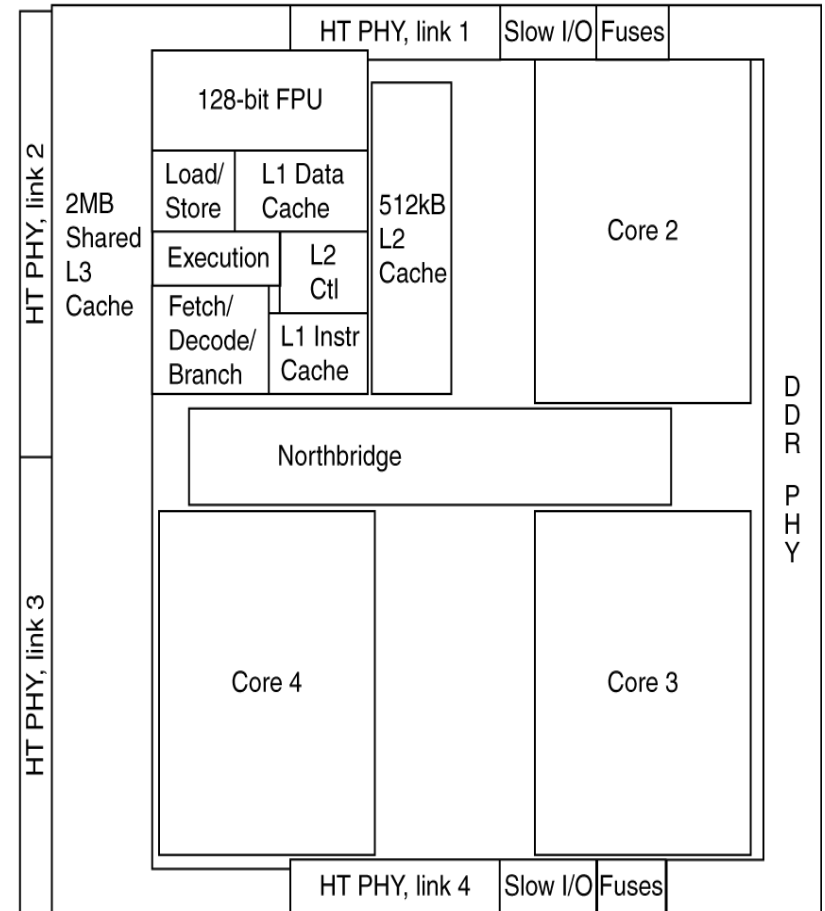 HT PHY, link 1
Slow I/O
Fuses
HT PHY, link 2
2MB
Shared
L3
Cache
128-bit FPU
Load/
Store
L1 Data
Cache
Execution
L2
Ctl
Fetch/
Decode/
Branch
L1 Instr
Cache
512kB
L2
Cache
Core 2
Northbridge
DDR PHY
HT PHY, link 3
Core 4
Core 3
HT PHY, link 4
Slow I/O
Fuses